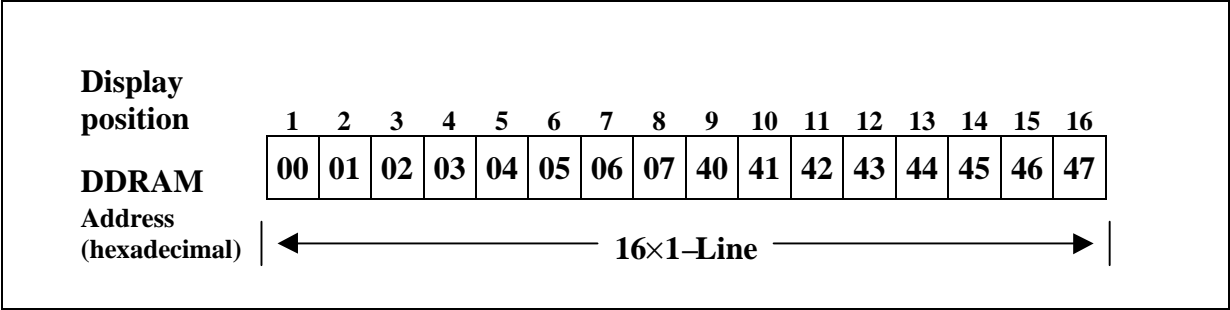 Display
position 1 2 3 4 5 6 7 8 9 10 11 12 13 14 15 16
DDRAM 00 01 02 03 04 05 06 07 40 41 42 43 44 45 46 47
Address
(hexadecimal) 16×1–Line